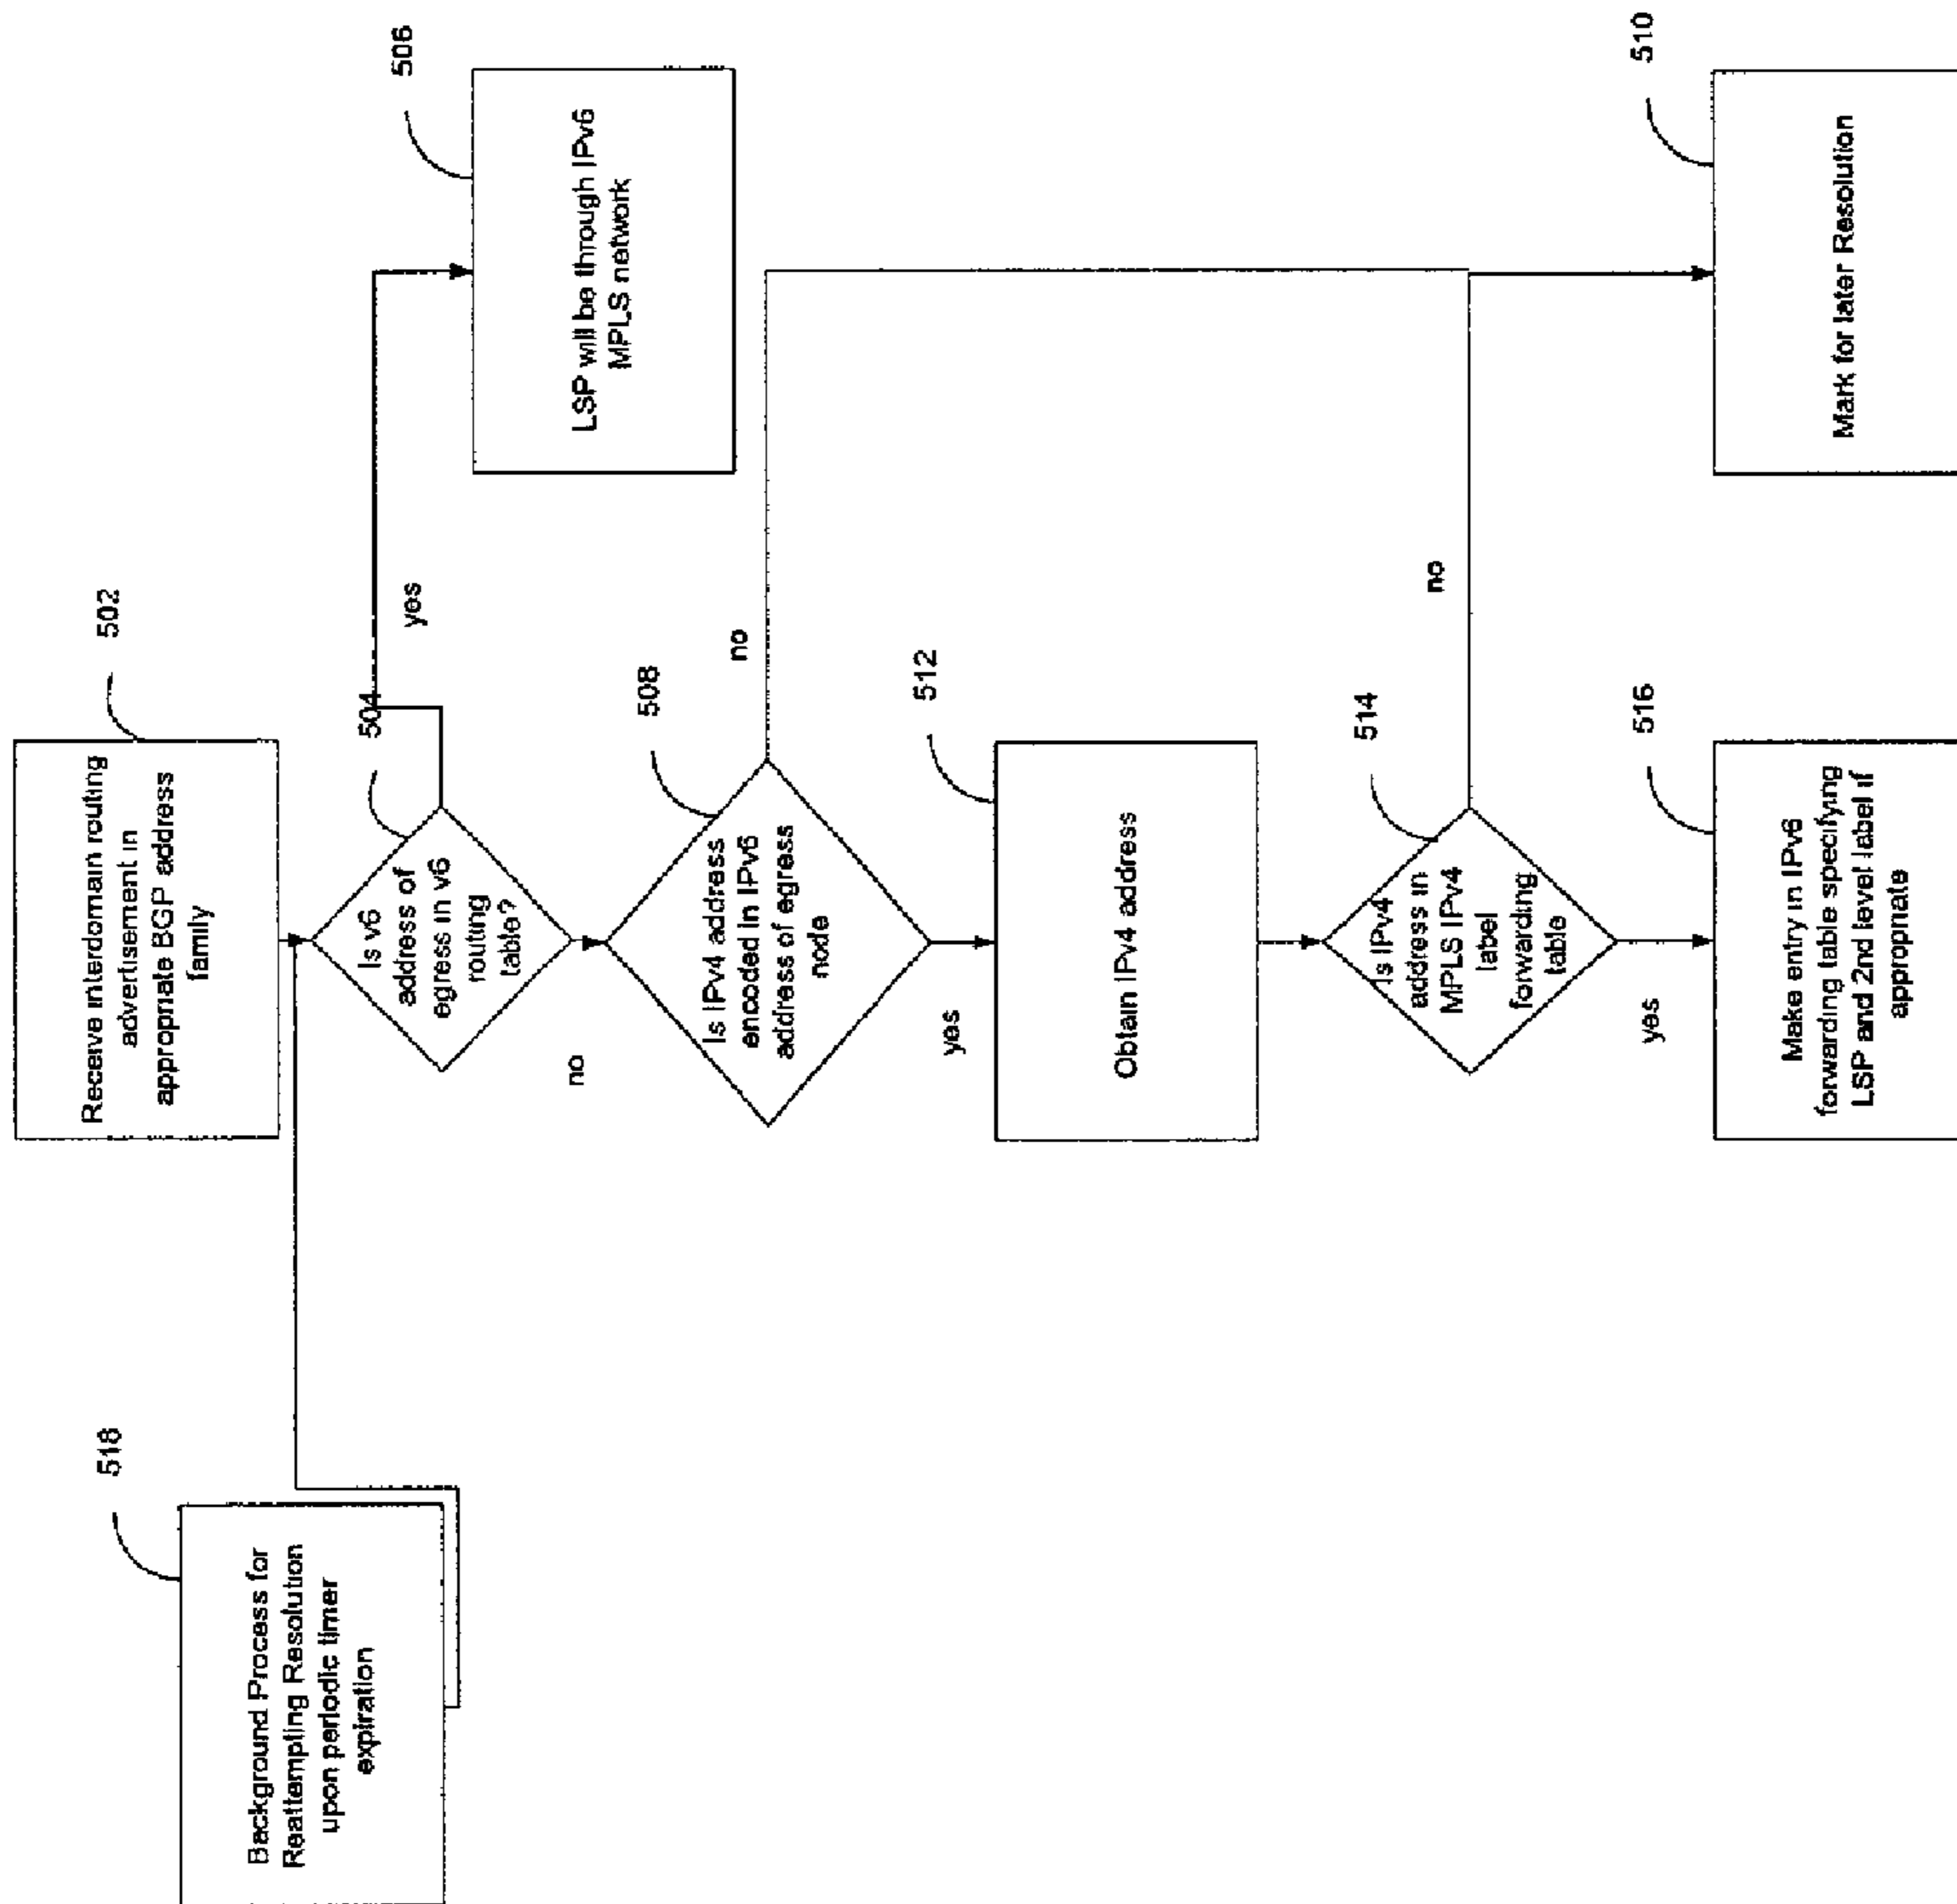 502
Receive interdomain routing
advertisement in
appropriate BGP address
family
518
Background Process for
Reattempting Resolution
upon periodic timer
expiration
504
Is v6
address of
egress in v6
routing
table?
yes
506
LSP will be through IPv6
MPLS network
no
508
Is IPv4 address
encoded in IPv6
address of egress
node
no
yes
512
Obtain IPv4 address
514
Is IPv4
address in
MPLS IPv4
label
forwarding
table
no
yes
516
Make entry in IPv6
forwarding table specifying
LSP and 2nd level label if
appropriate
510
Mark for later Resolution